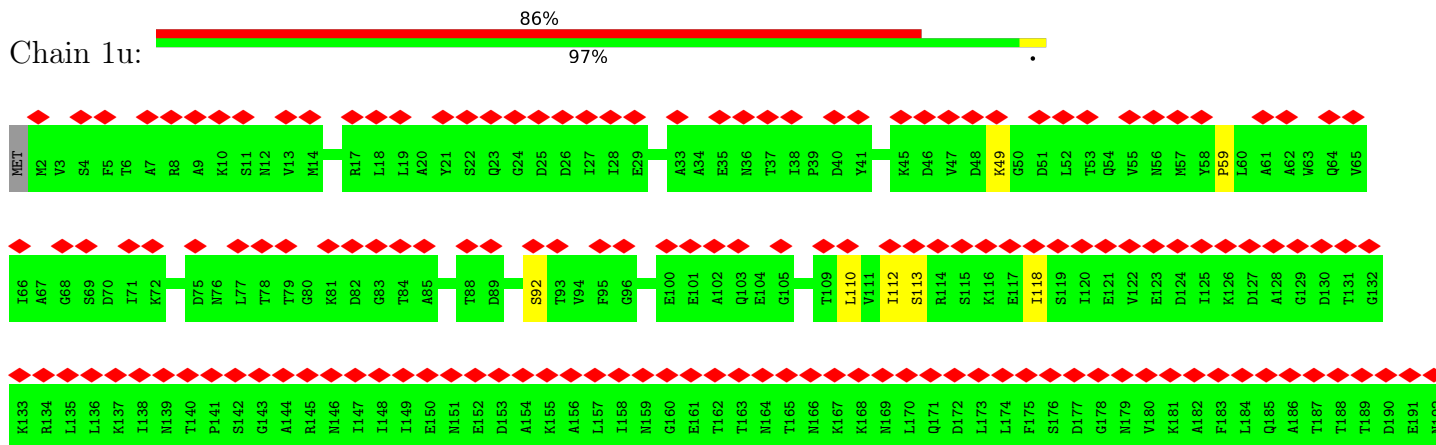 86%
Chain 1u:
97% .
MET M2 V3 S4 F5 T6 A7 R8 A9 K10 S11 N12 V13 M14 R17 L18 L19 A20 Y21 S22 Q23 G24 D25 D26 I27 I28 E29 A33 A34 E35 N36 T37 I38 P39 D40 Y41 K45 D46 V47 D48 K49 G50 D51 L52 T53 Q54 V55 N56 M57 Y58 P59 L60 A61 A62 W63 Q64 V65
I66 A67 G68 S69 D70 I71 K72 D75 N76 L77 T78 T79 G80 K81 D82 G83 T84 A85 T88 D89 S92 T93 V94 P95 G96 E100 E101 A102 Q103 E104 G105 T109 L110 V111 I112 S113 R114 S115 K116 E117 I118 S119 I120 E121 V122 E123 D124 I125 K126 D127 A128 G129 D130 T131 G132
K133 R134 L135 L136 K137 I138 N139 T140 P141 S142 G143 A144 R145 N146 I147 I148 I149 E150 N151 E152 D153 A154 K155 A156 L157 I158 N159 G160 E161 T162 T163 N164 T165 N166 K167 K168 N169 L170 Q171 D172 L173 L174 F175 S176 D177 G178 N179 V180 K181 A182 F183 L184 Q185 A186 T187 T188 T189 D190 E191